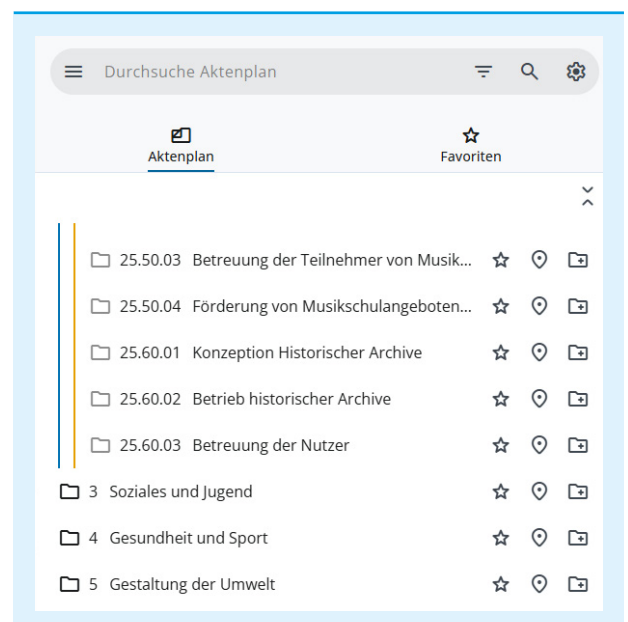 Durchsuche Aktenplan
Aktenplan Favoriten
25.50.03 Betreuung der Teilnehmer von Musik...
25.50.04 Förderung von Musikschulangeboten...
25.60.01 Konzeption Historischer Archive
25.60.02 Betrieb historischer Archive
25.60.03 Betreuung der Nutzer
3 Soziales und Jugend
4 Gesundheit und Sport
5 Gestaltung der Umwelt